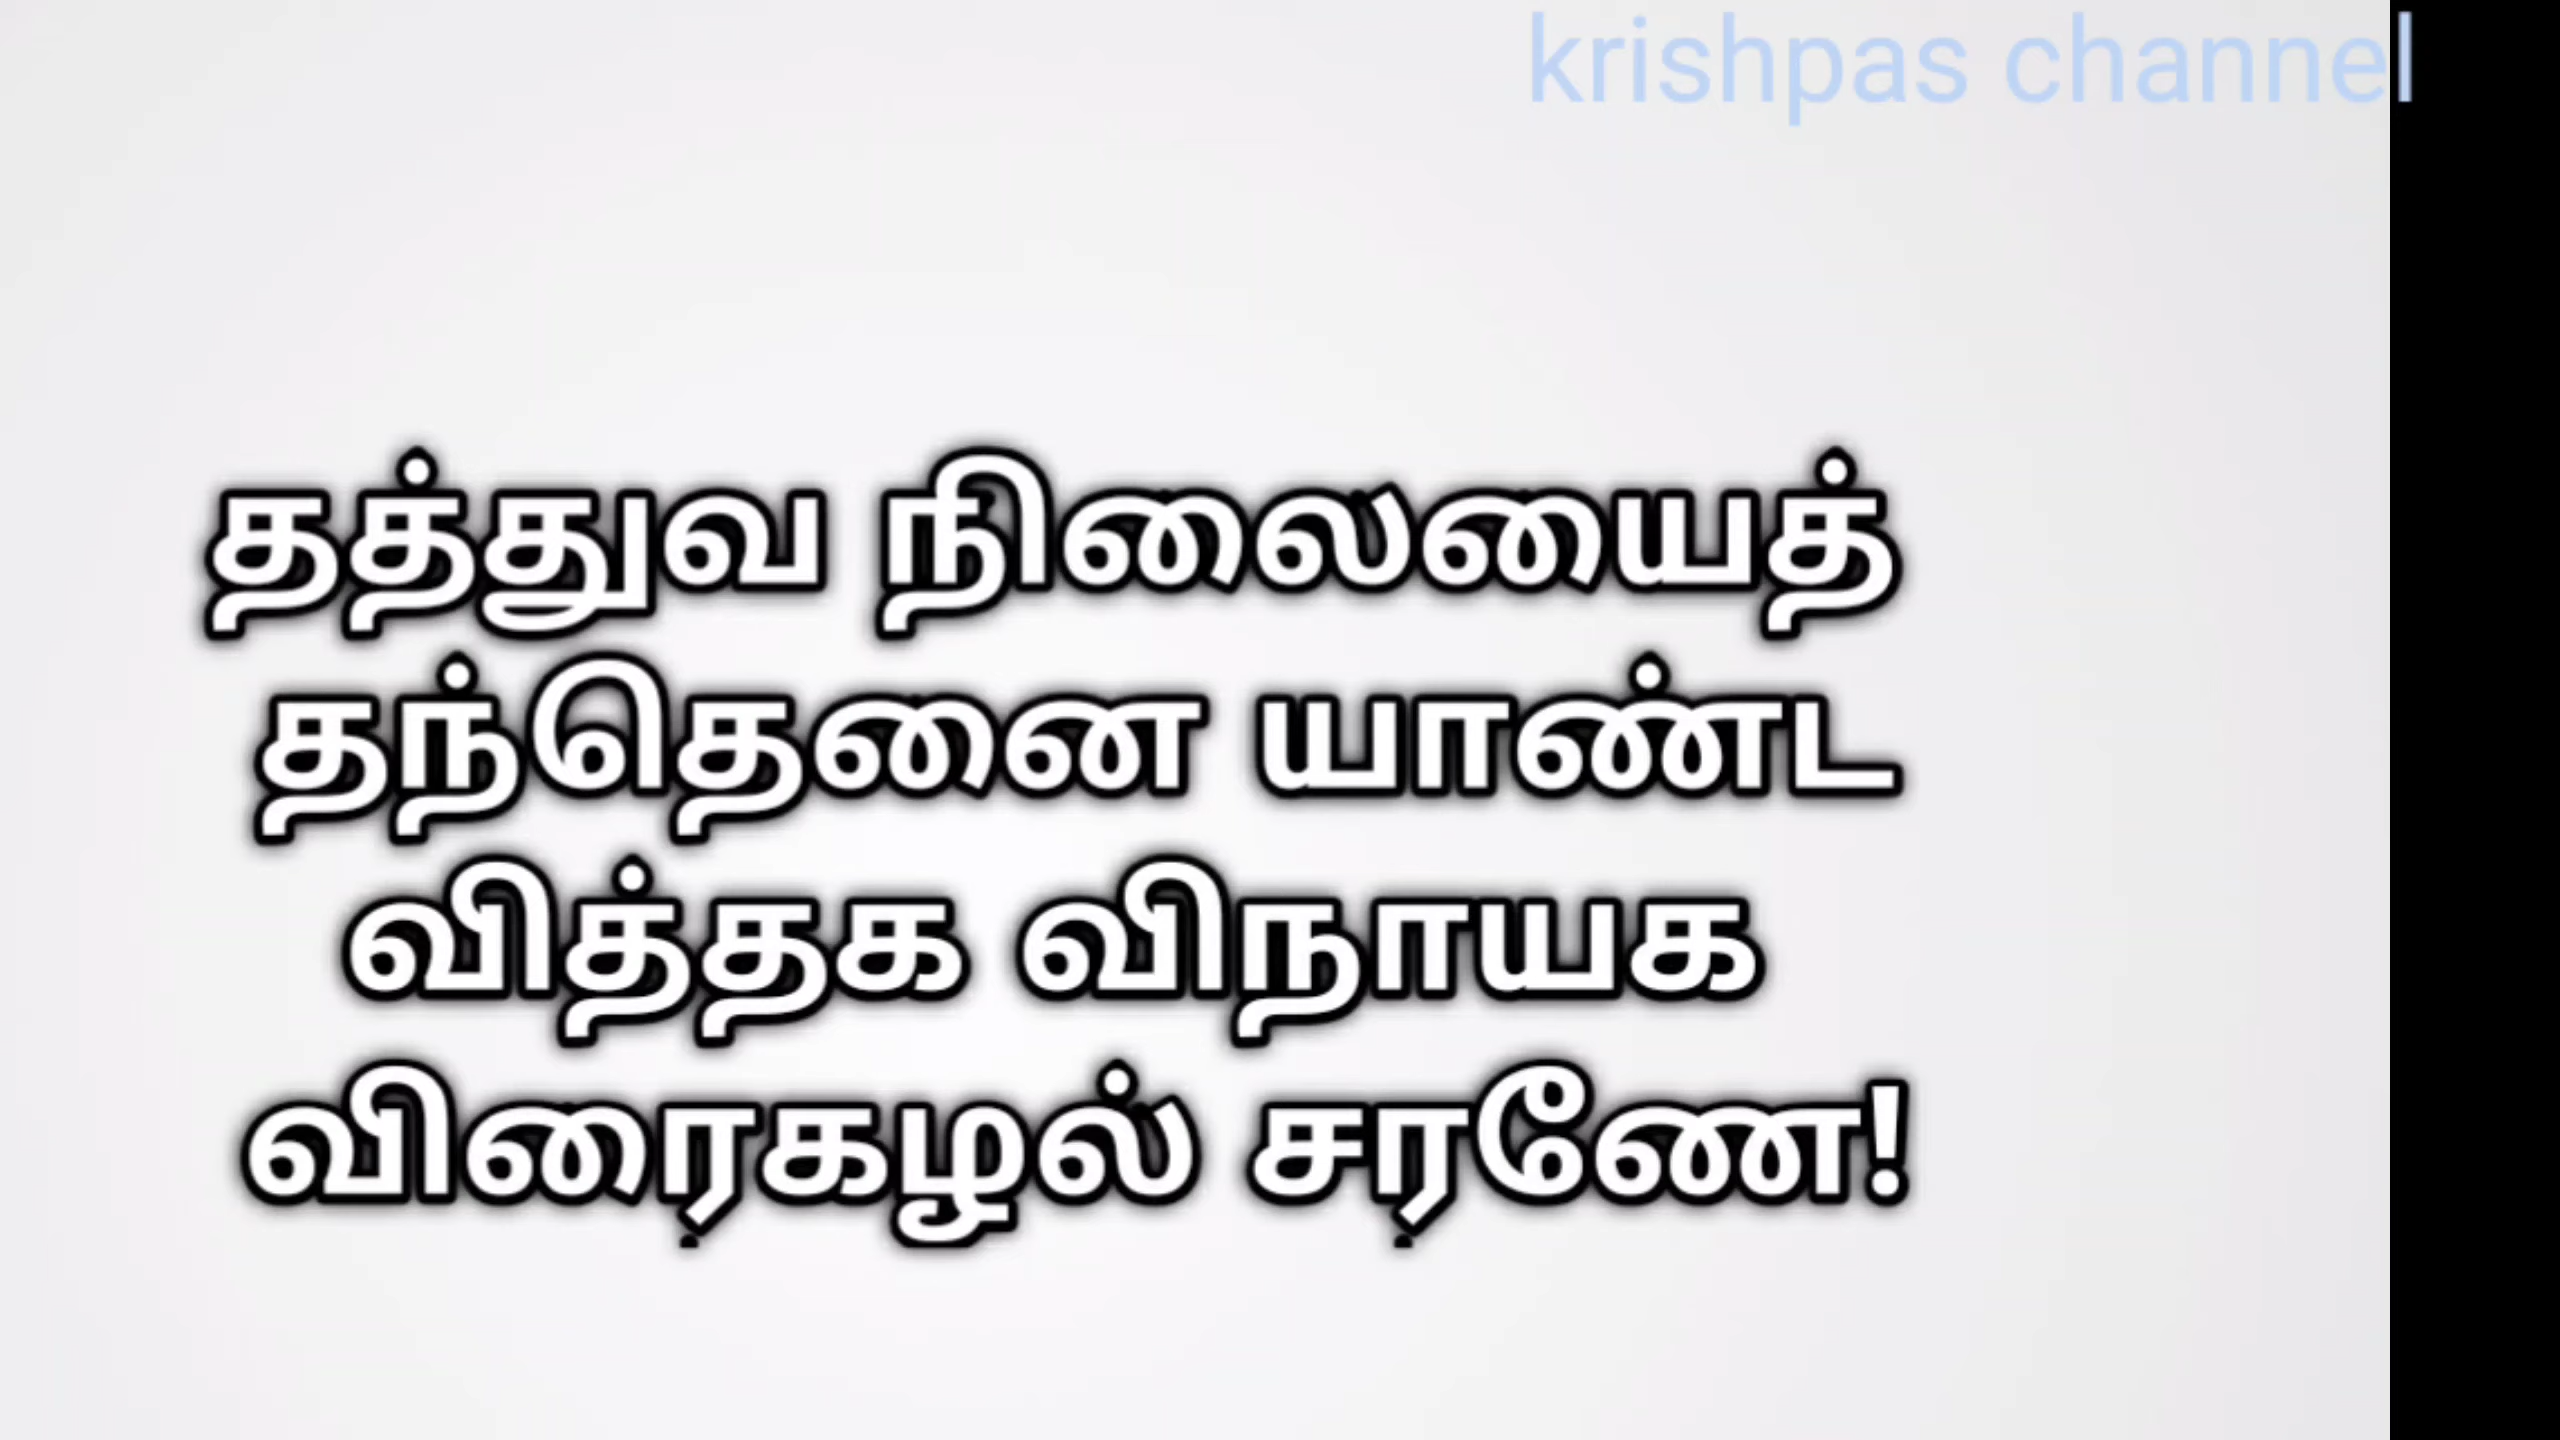 krishpas channel
தத்துவ நிலையைத்
தந்தெனை யாண்ட
வித்தக விநாயக
விரைகழல் சரணே!